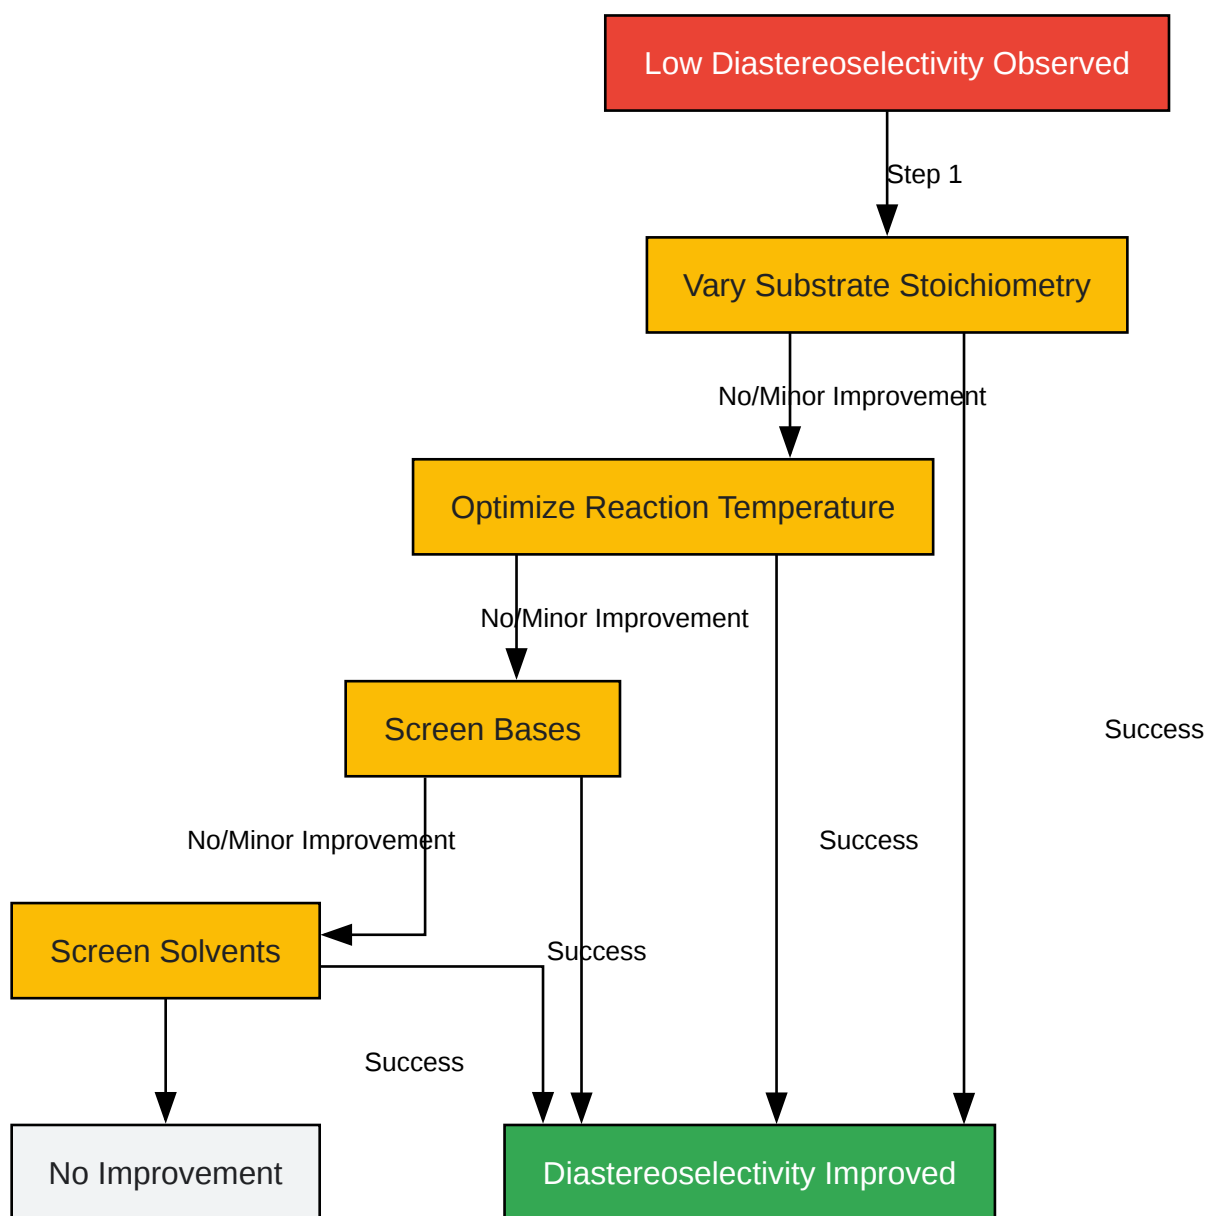 Low Diastereoselectivity Observed
Step 1
Vary Substrate Stoichiometry
No/Minor Improvement
Optimize Reaction Temperature
No/Minor Improvement
Screen Bases
Success
No/Minor Improvement
Success
Screen Solvents
Success
Success
No Improvement
Diastereoselectivity Improved